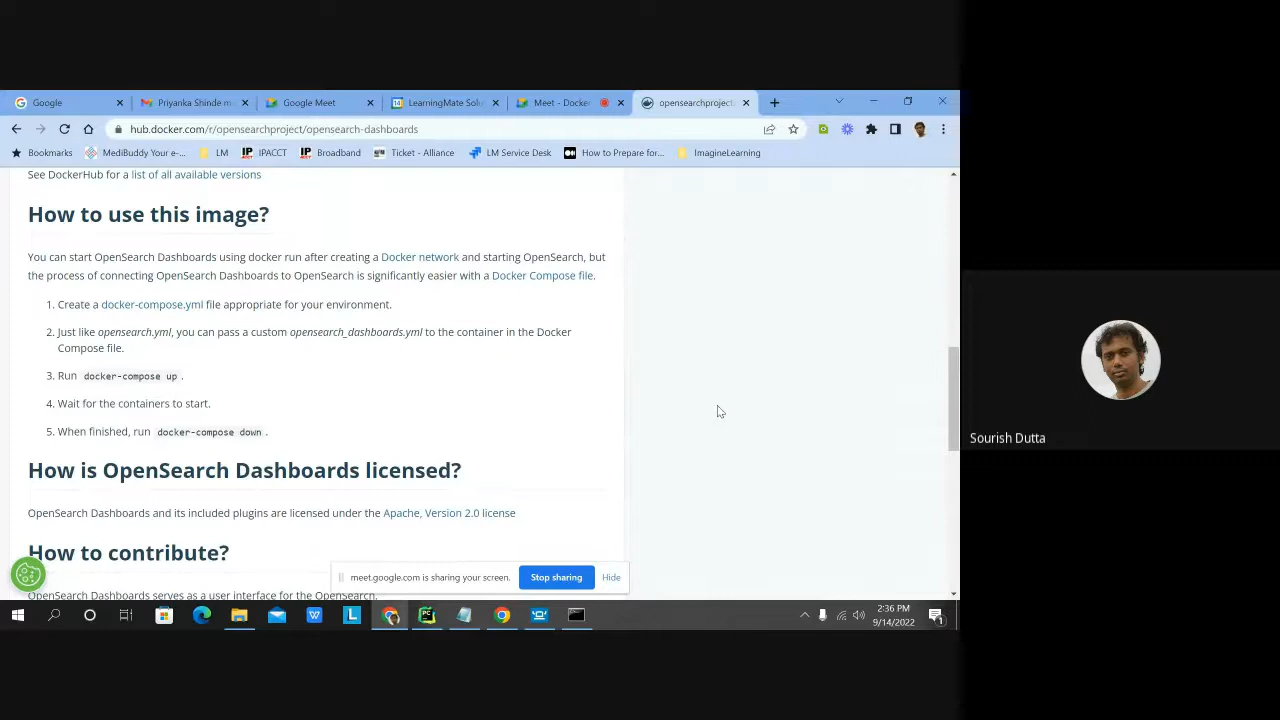 Google
Priyanka Shinde m
Google Meet
LearningMate Solu
Meet - Docker
opensearchproject
hub.docker.com/r/opensearchproject/opensearch-dashboards
Bookmarks
MediBuddy Your e-...
LM
IPACCT
Broadband
Ticket - Alliance
LM Service Desk
How to Prepare for...
ImagineLearning
See DockerHub for a list of all available versions
How to use this image?
You can start OpenSearch Dashboards using docker run after creating a Docker network and starting OpenSearch, but
the process of connecting OpenSearch Dashboards to OpenSearch is significantly easier with a Docker Compose file.
1. Create a docker-compose.yml file appropriate for your environment.
2. Just like opensearch.yml, you can pass a custom opensearch_dashboards.yml to the container in the Docker
Compose file.
3. Run docker-compose up .
4. Wait for the containers to start.
5. When finished, run docker-compose down .
How is OpenSearch Dashboards licensed?
OpenSearch Dashboards and its included plugins are licensed under the Apache, Version 2.0 license
How to contribute?
OpenSearch Dashboards serves as a user interface for the OpenSearch.
meet.google.com is sharing your screen.
Stop sharing
Hide
2:36 PM
9/14/2022
Sourish Dutta